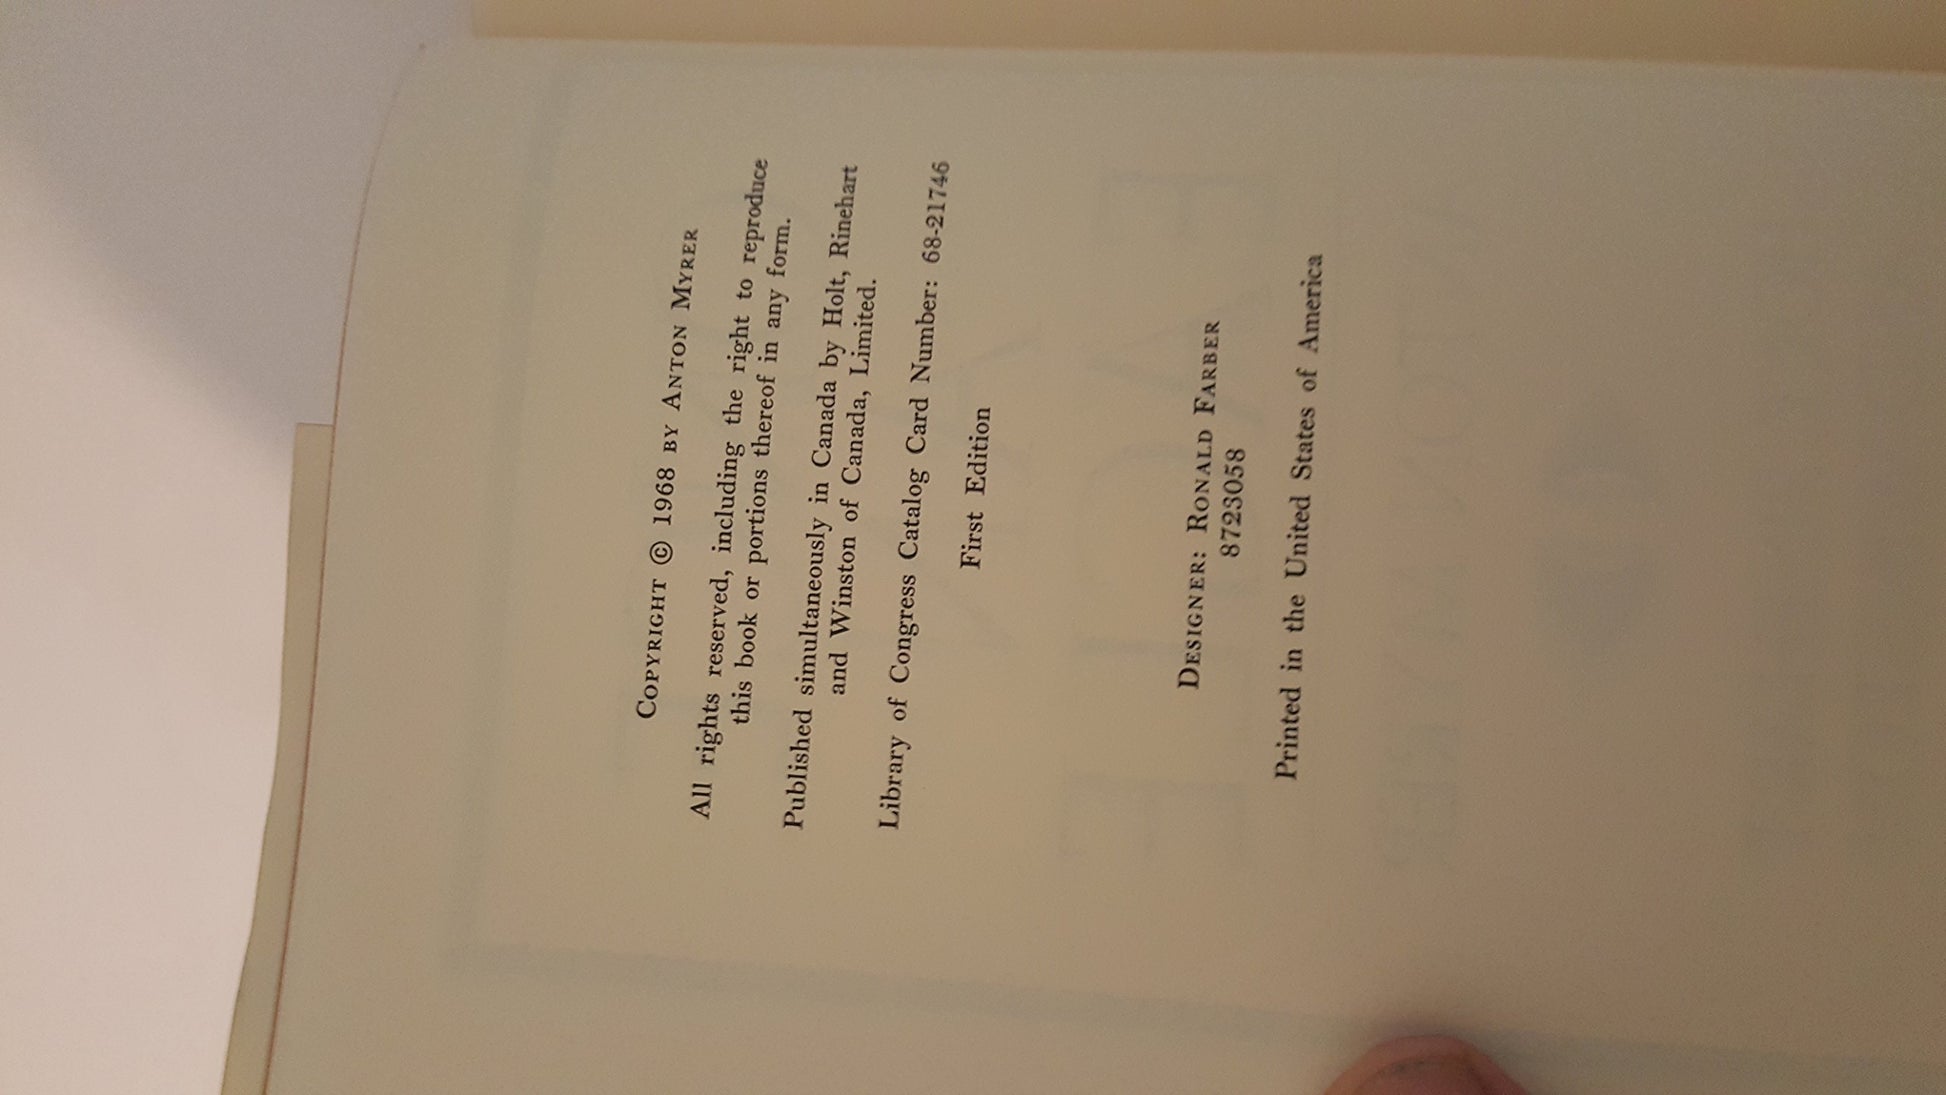 COPYRIGHT © 1968 BY ANTON MYRER
All rights reserved, including the right to reproduce
this book or portions thereof in any form.
Published simultaneously in Canada by Holt, Rinehart
and Winston of Canada, Limited.
Library of Congress Catalog Card Number: 68-21746
First Edition
DESIGNER: RONALD FARBER
8723058
Printed in the United States of America